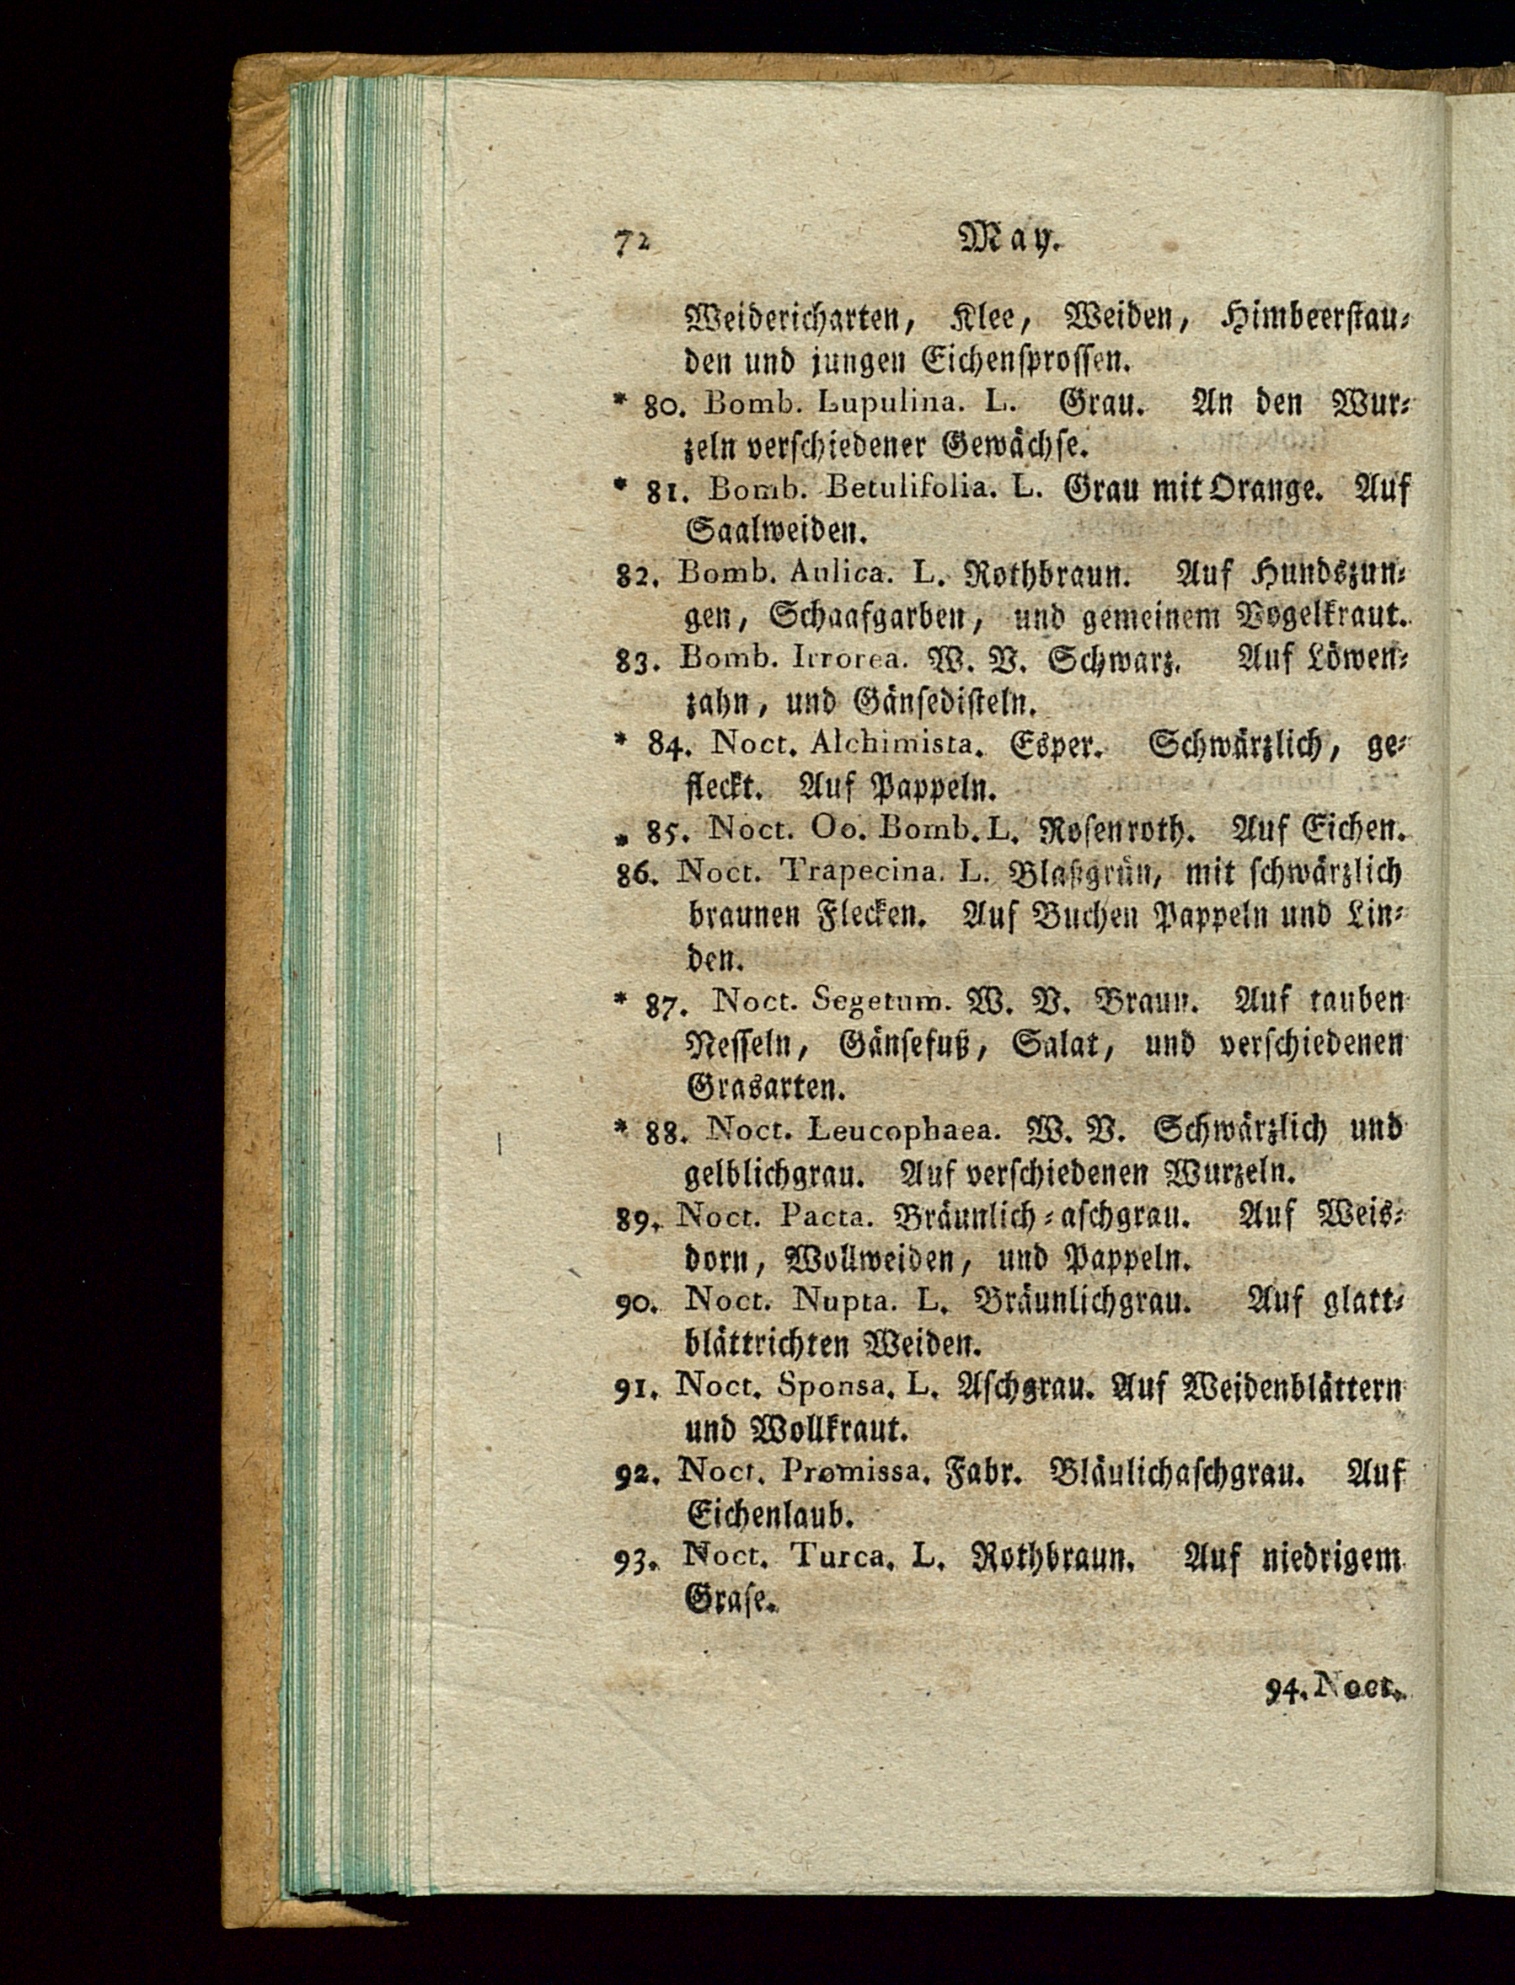 72 May.
Weidericharten, Klee, Weiden, Himbeerstau-
den und jungen Eichensprossen.
* 80. Bomb. Lupulina. L. Grau. An den Wur-
zeln verschiedener Gewächse.
* 81. Bomb. Betulifolia. L. Grau mit Orange. Auf
Saalweiden.
82. Bomb. Aulica. L. Rothbraun. Auf Hundszun-
gen, Schaafgarben, und gemeinem Vogelkraut.
83. Bomb. Irrorea. W. V. Schwarz. Auf Löwen-
zahn, und Gänsedisteln.
* 84. Noct. Alchimista. Esper. Schwärzlich, ge-
fleckt. Auf Pappeln.
* 85. Noct. Oo. Bomb. L. Rosenroth. Auf Eichen.
86. Noct. Trapecina. L. Blaßgrün, mit schwärzlich
braunen Flecken. Auf Buchen Pappeln und Lin-
den.
* 87. Noct. Segetum. W. V. Braun. Auf tauben
Nesseln, Gänsefuß, Salat, und verschiedenen
Grasarten.
* 88. Noct. Leucophaea. W. V. Schwärzlich und
gelblichgrau. Auf verschiedenen Wurzeln.
89. Noct. Pacta. Bräunlich-aschgrau. Auf Weis-
dorn, Wollweiden, und Pappeln.
90. Noct. Nupta. L. Bräunlichgrau. Auf glatt-
blättrichten Weiden.
91. Noct. Sponsa. L. Aschgrau. Auf Weidenblättern
und Wollkraut.
92. Noct. Promissa. Fabr. Bläulichaschgrau. Auf
Eichenlaub.
93. Noct. Turca. L. Rothbraun. Auf niedrigem
Grase.
94. Noct.